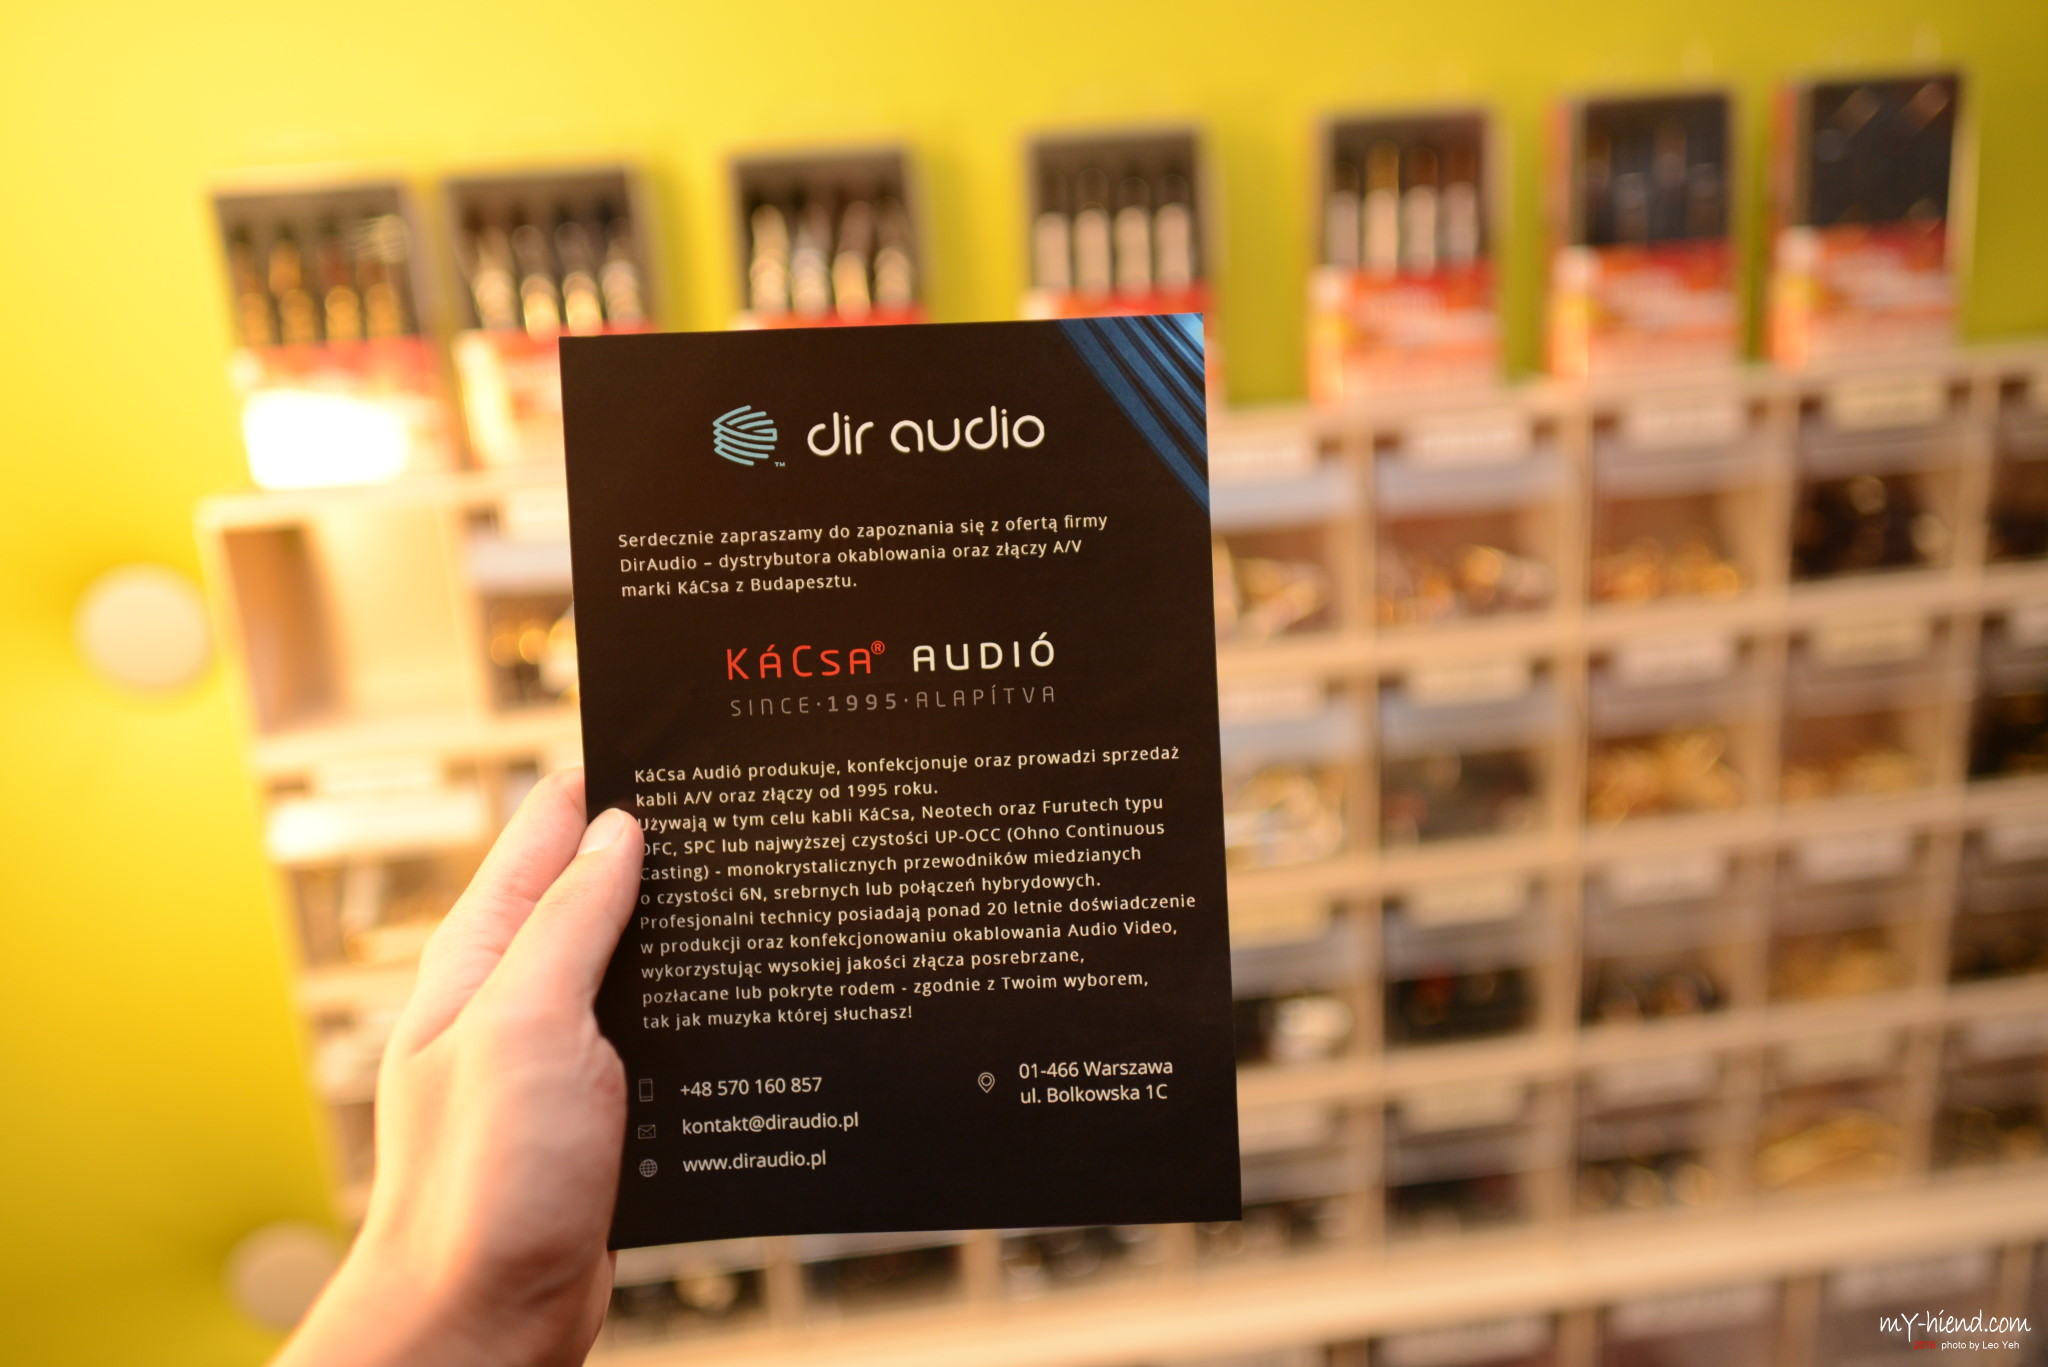 dir audio
TM
Serdecznie zapraszamy do zapoznania się z ofertą firmy
DirAudio – dystrybutora okablowania oraz złączy A/V
marki KáCsa z Budapesztu.
KáCsa® AUDIÓ
SINCE·1995·ALAPÍTVA
KáCsa Audió produkuje, konfekcjonuje oraz prowadzi sprzedaż
kabli A/V oraz złączy od 1995 roku.
Używają w tym celu kabli KáCsa, Neotech oraz Furutech typu
OFC, SPC lub najwyższej czystości UP-OCC (Ohno Continuous
Casting) - monokrystalicznych przewodników miedzianych
o czystości 6N, srebrnych lub połączeń hybrydowych.
Profesjonalni technicy posiadają ponad 20 letnie doświadczenie
w produkcji oraz konfekcjonowaniu okablowania Audio Video,
wykorzystując wysokiej jakości złącza posrebrzane,
pozłacane lub pokryte rodem - zgodnie z Twoim wyborem,
tak jak muzyka której słuchasz!
+48 570 160 857
kontakt@diraudio.pl
www.diraudio.pl
01-466 Warszawa
ul. Bolkowska 1C
my-hiend.com
photo by Leo Yeh